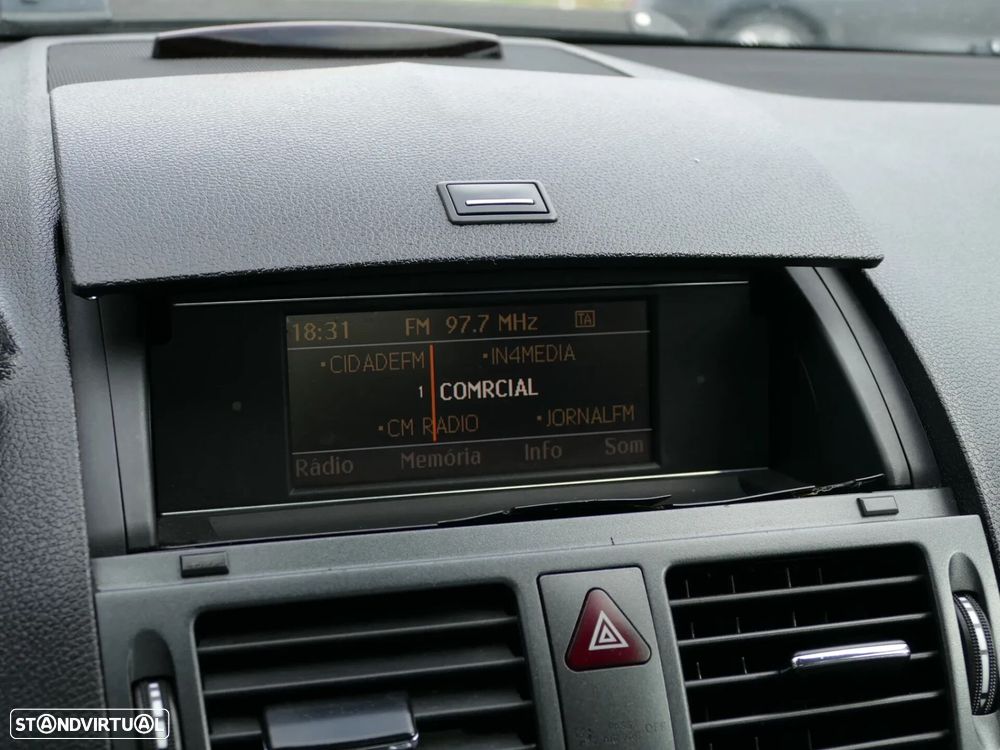 18:31 FM 97.7 MHz TA
CIDADEFM IN4MEDIA
1 COMRCIAL
CM RADIO JORNALFM
Rádio Memória Info Som
STANDVIRTUAL